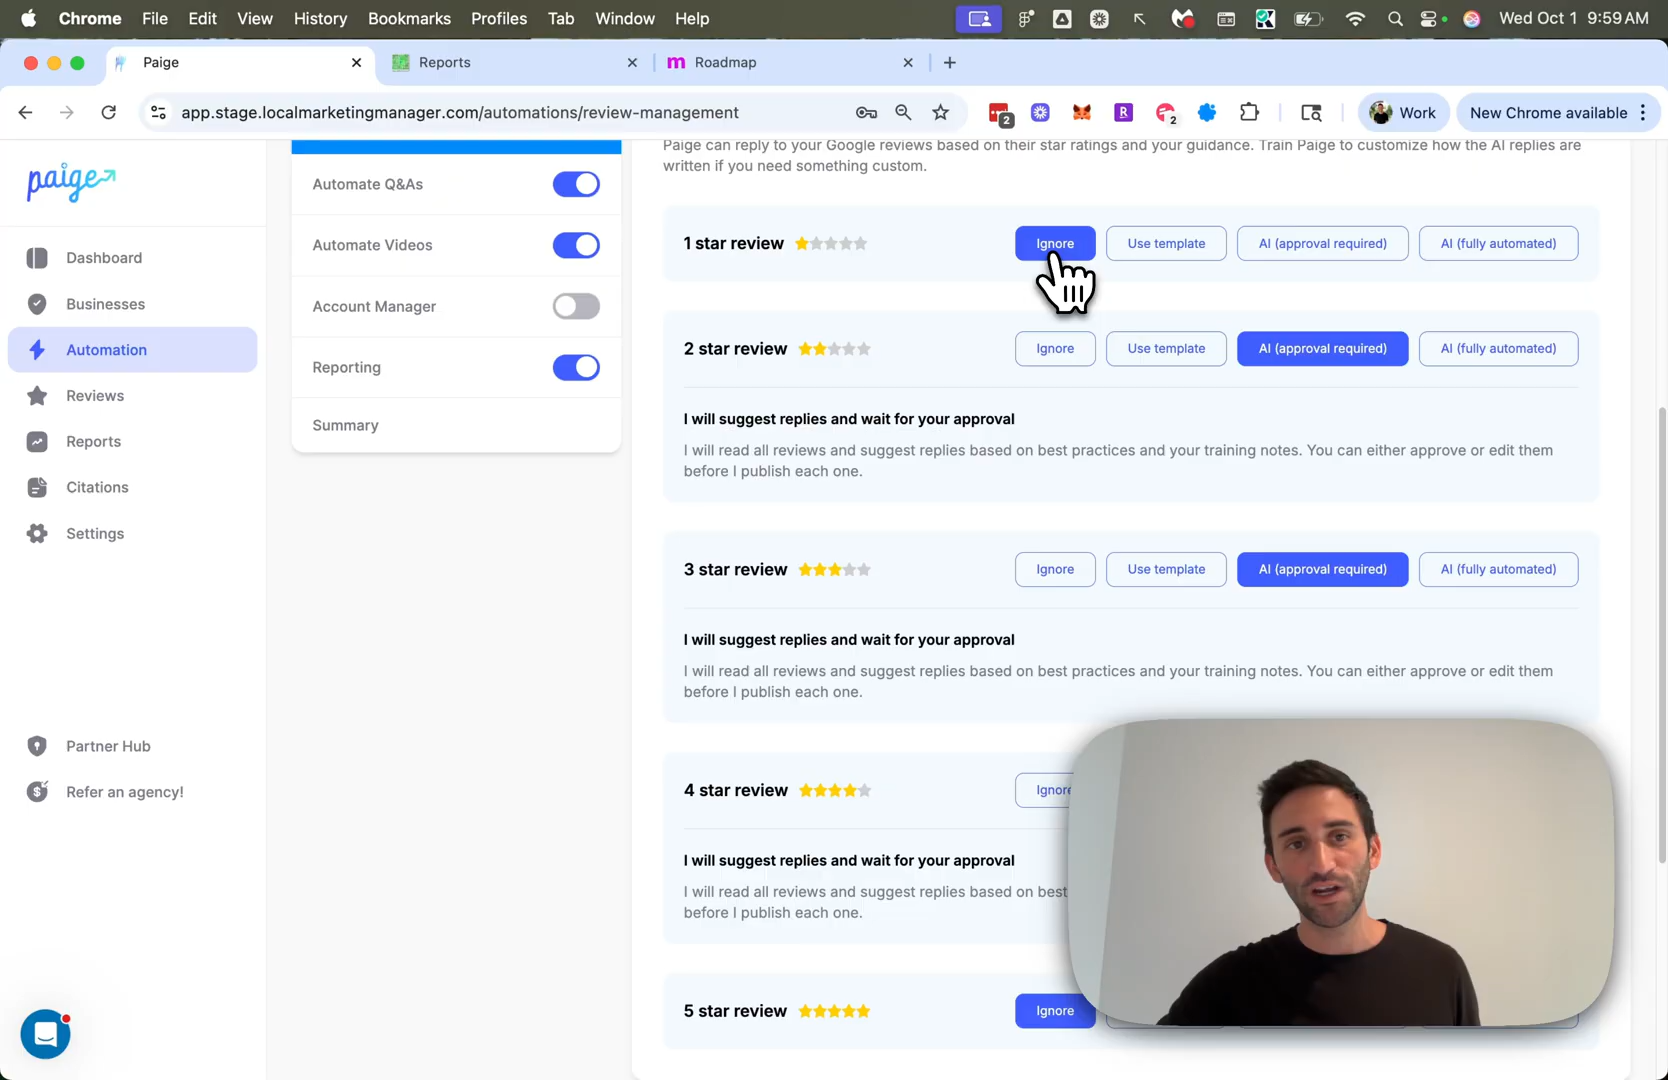 Chrome File Edit View History Bookmarks Profiles Tab Window Help Wed Oct 1 9:59 AM
Paige Reports Roadmap
app.stage.localmarketingmanager.com/automations/review-management 2 R 2 Work New Chrome available
paige
Dashboard
Businesses
Automation
Reviews
Reports
Citations
Settings
Partner Hub
Refer an agency!
Automate Q&As
Automate Videos
Account Manager
Reporting
Summary
Paige can reply to your Google reviews based on their star ratings and your guidance. Train Paige to customize how the AI replies are
written if you need something custom.
1 star review Ignore Use template AI (approval required) AI (fully automated)
2 star review Ignore Use template AI (approval required) AI (fully automated)
I will suggest replies and wait for your approval
I will read all reviews and suggest replies based on best practices and your training notes. You can either approve or edit them
before I publish each one.
3 star review Ignore Use template AI (approval required) AI (fully automated)
I will suggest replies and wait for your approval
I will read all reviews and suggest replies based on best practices and your training notes. You can either approve or edit them
before I publish each one.
4 star review Ignore
I will suggest replies and wait for your approval
I will read all reviews and suggest replies based on best
before I publish each one.
5 star review Ignore